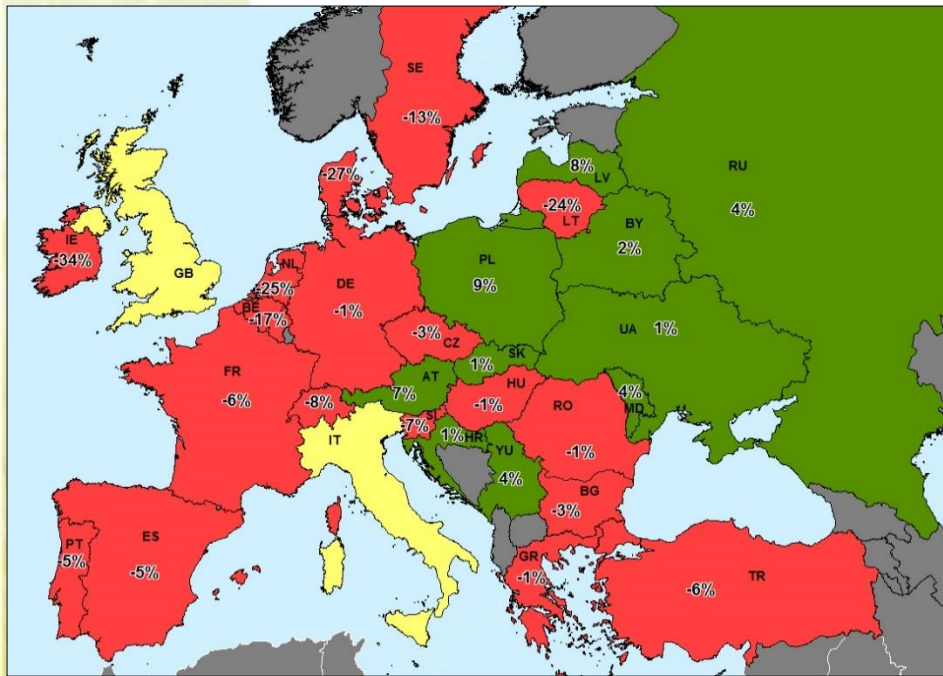 SE
-13%
-27%
8%
LV
RU
4%
-24%
LT
BY
2%
IE
-34%
GB
NL
-25%
BE
-17%
DE
-1%
PL
9%
UA
1%
-3%
CZ
SK
1%
FR
-6%
AT
7%
HU
-1%
RO
-1%
4%
MD
-8%
IT
SI
-7%
1%
HR
YU
4%
BG
-3%
PT
-5%
ES
-5%
GR
-1%
TR
-6%